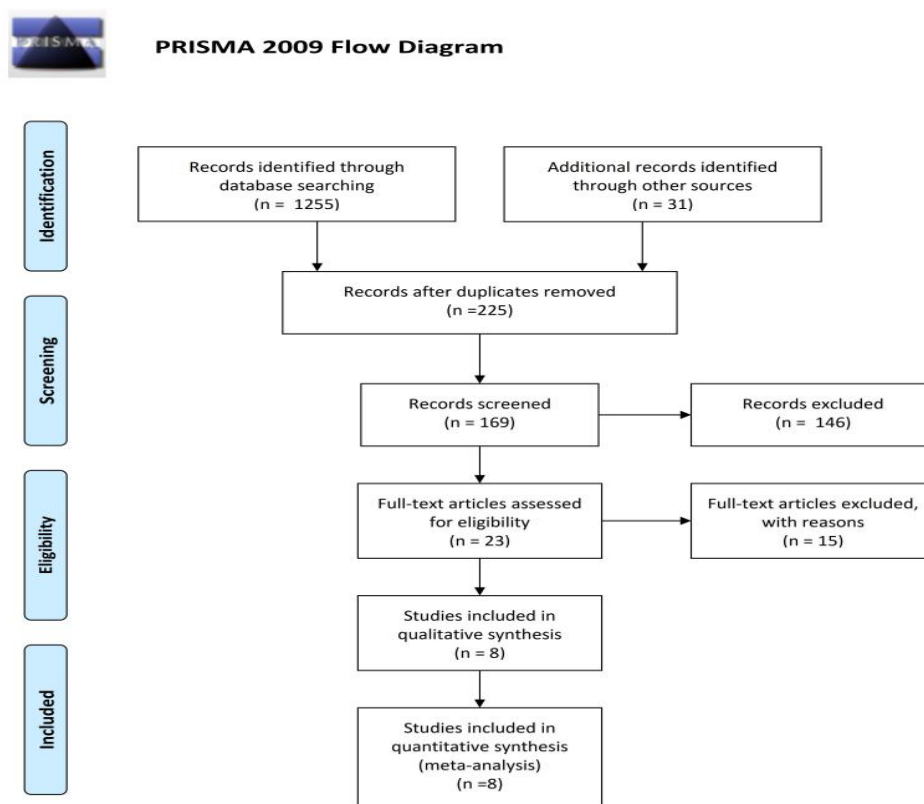 PRISMA
PRISMA 2009 Flow Diagram
Identification
Records identified through
database searching
(n = 1255)
Additional records identified
through other sources
(n = 31)
Records after duplicates removed
(n =225)
Screening
Records screened
(n = 169)
Records excluded
(n = 146)
Eligibility
Full-text articles assessed
for eligibility
(n = 23)
Full-text articles excluded,
with reasons
(n = 15)
Studies included in
qualitative synthesis
(n = 8)
Included
Studies included in
quantitative synthesis
(meta-analysis)
(n =8)